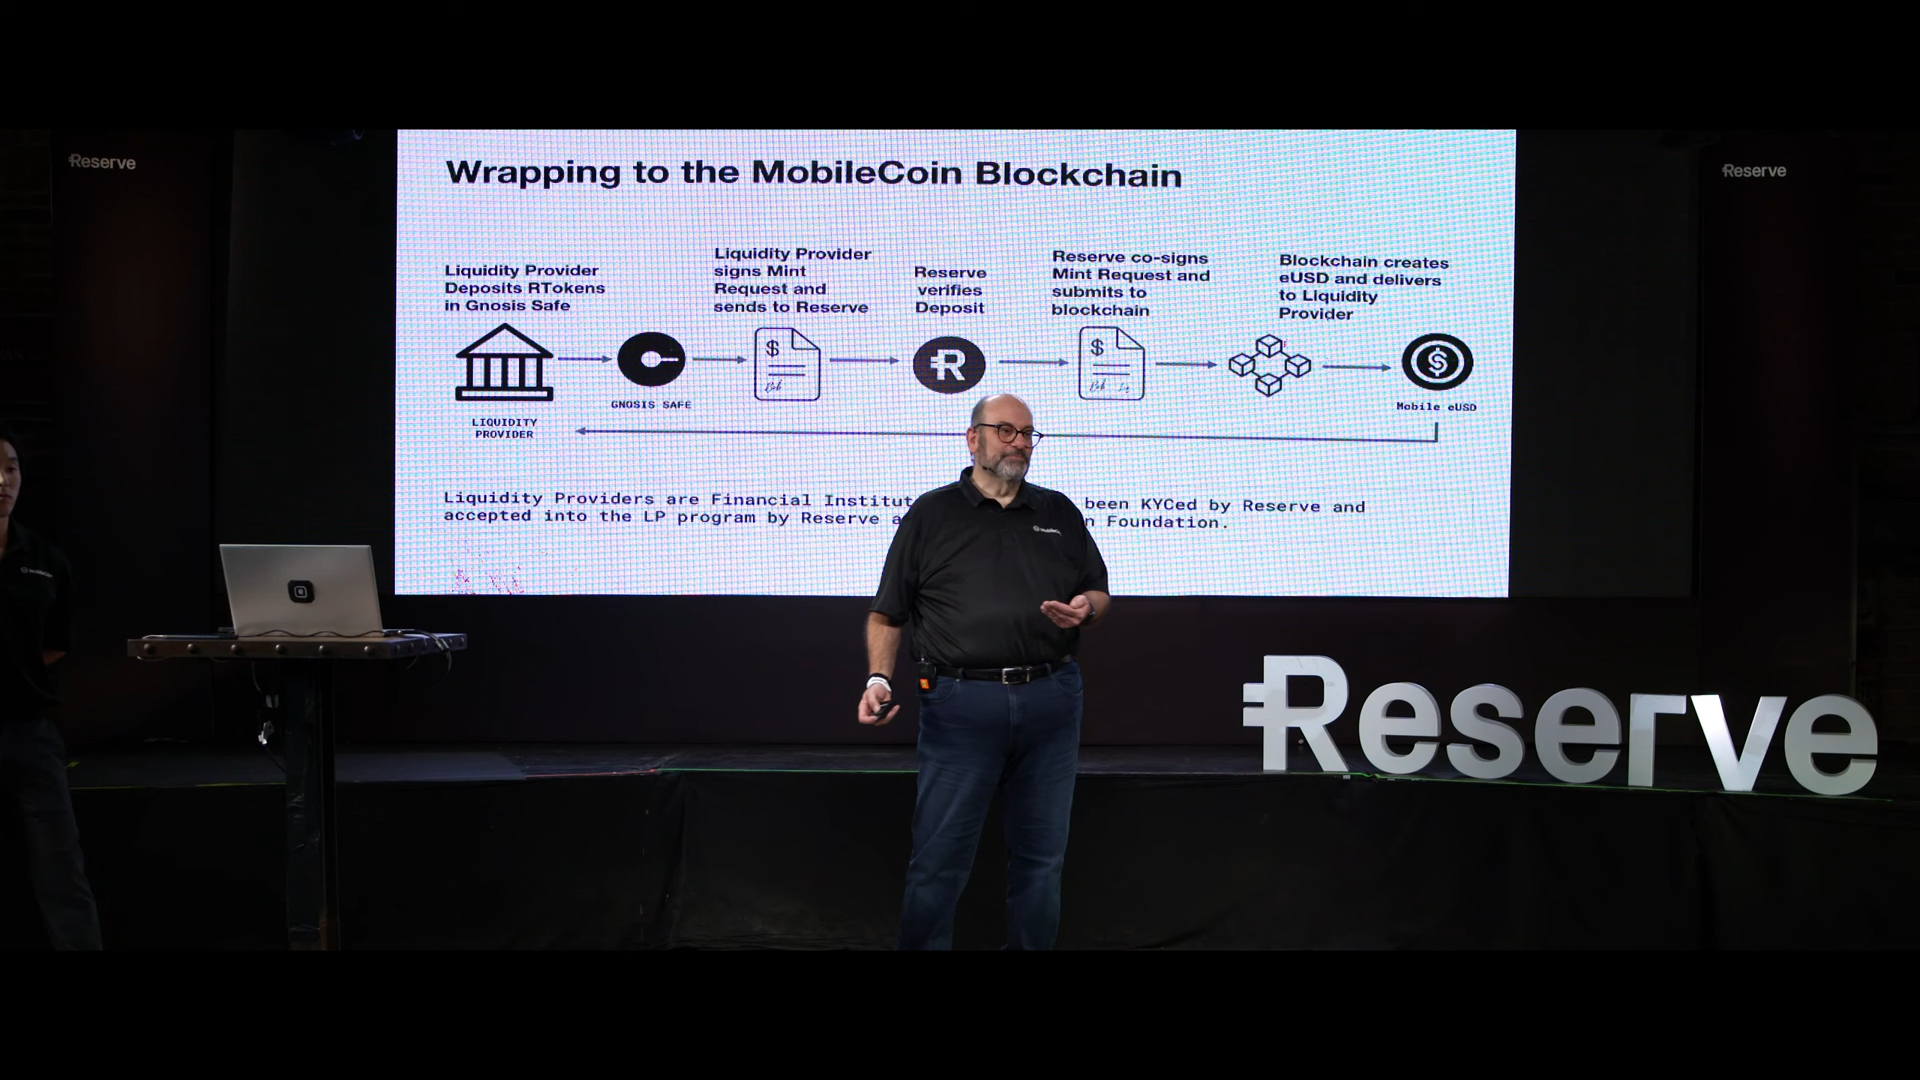 Reserve
Reserve
Wrapping to the MobileCoin Blockchain
Liquidity Provider
Deposits RTokens
in Gnosis Safe
Liquidity Provider
signs Mint
Request and
sends to Reserve
Reserve
verifies
Deposit
Reserve co-signs
Mint Request and
submits to
blockchain
Blockchain creates
eUSD and delivers
to Liquidity
Provider
$
Bob
$
Bob
GNOSIS SAFE
Mobile eUSD
LIQUIDITY
PROVIDER
Liquidity Providers are Financial Institut been KYCed by Reserve and
accepted into the LP program by Reserve a n Foundation.
Reserve